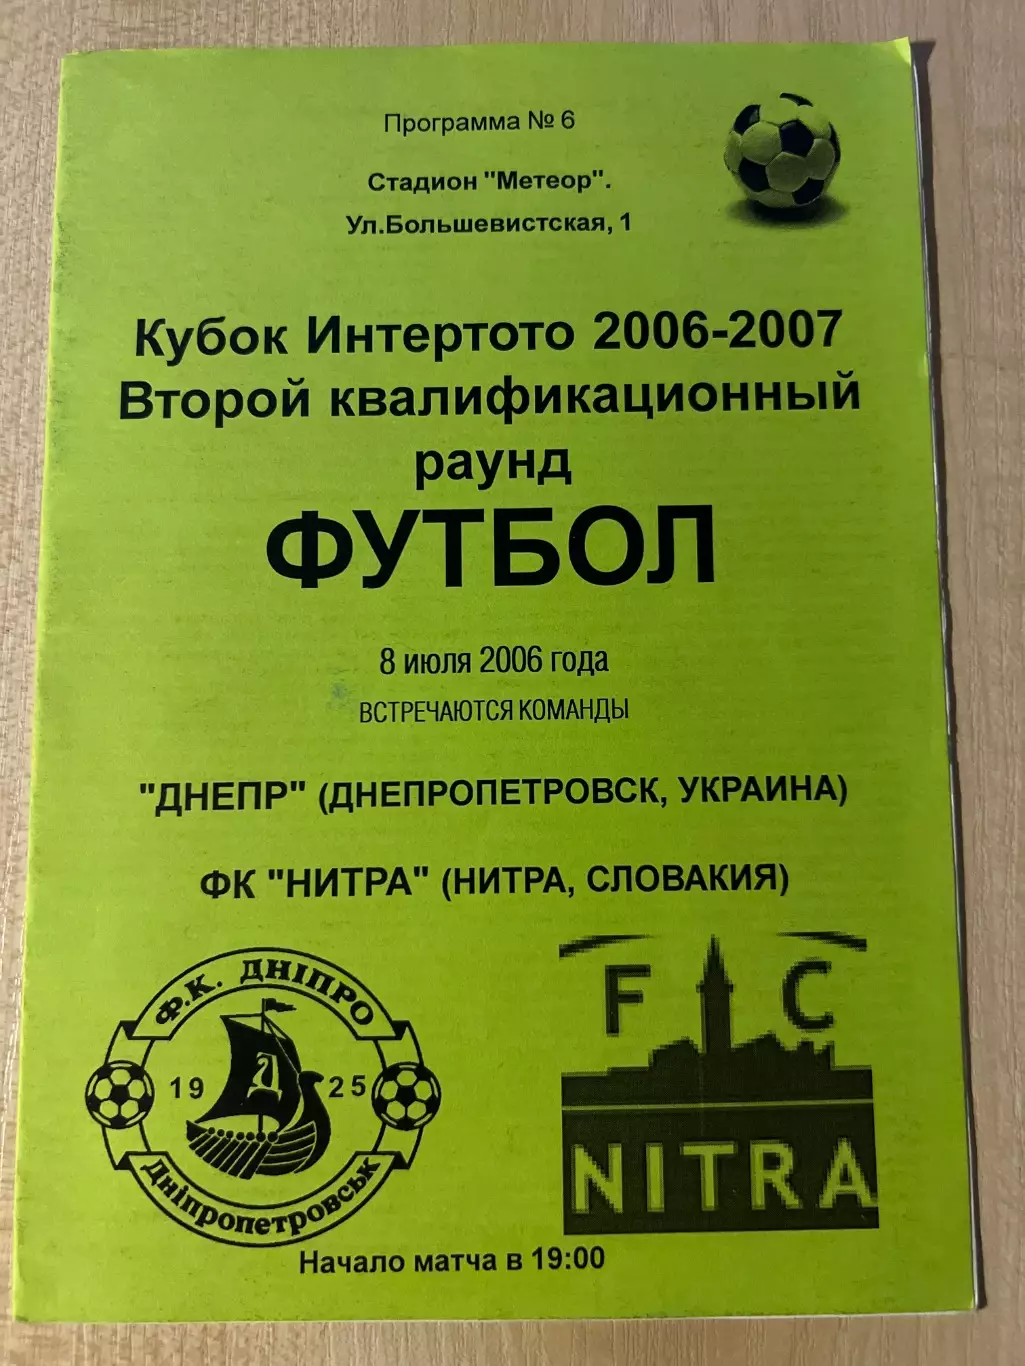 Программа № 6
Стадион "Метеор".
Ул.Большевистская, 1
Кубок Интертото 2006-2007
Второй квалификационный
раунд
ФУТБОЛ
8 июля 2006 года
ВСТРЕЧАЮТСЯ КОМАНДЫ
"ДНЕПР" (ДНЕПРОПЕТРОВСК, УКРАИНА)
ФК "НИТРА" (НИТРА, СЛОВАКИЯ)
Ф.К. ДНІПРО
Д
19 25
Дніпропетровськ
F C
NITRA
Начало матча в 19:00